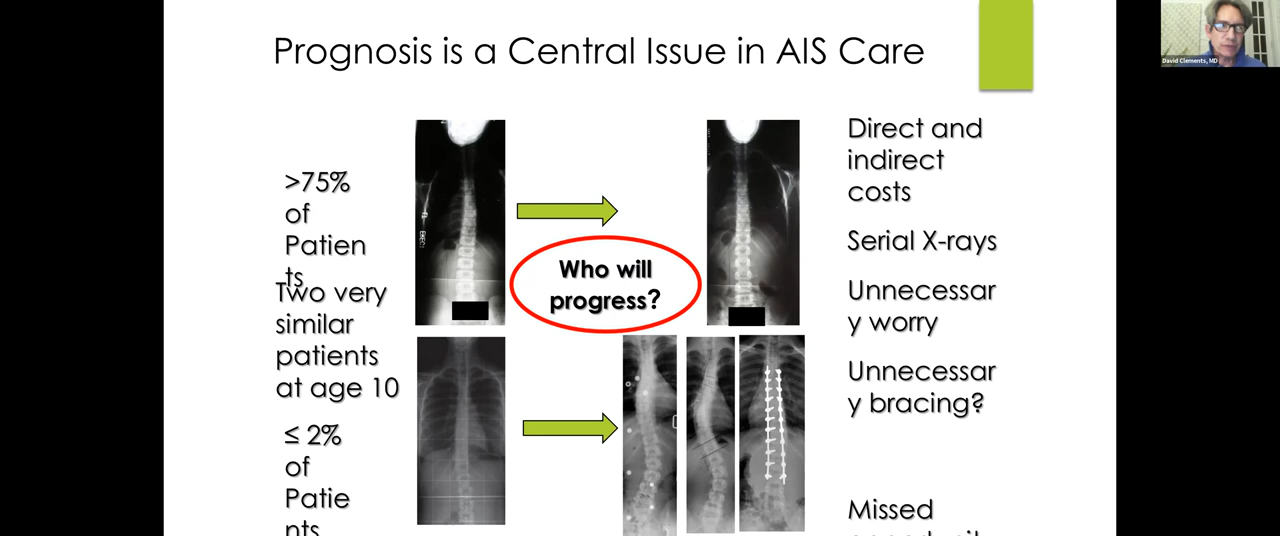 Prognosis is a Central Issue in AIS Care
David Clements, MD
>75%
of
Patien
ts
Two very
similar
patients
at age 10
≤ 2%
of
Patie
nts
Who will
progress?
Direct and
indirect
costs
Serial X-rays
Unnecessar
y worry
Unnecessar
y bracing?
Missed